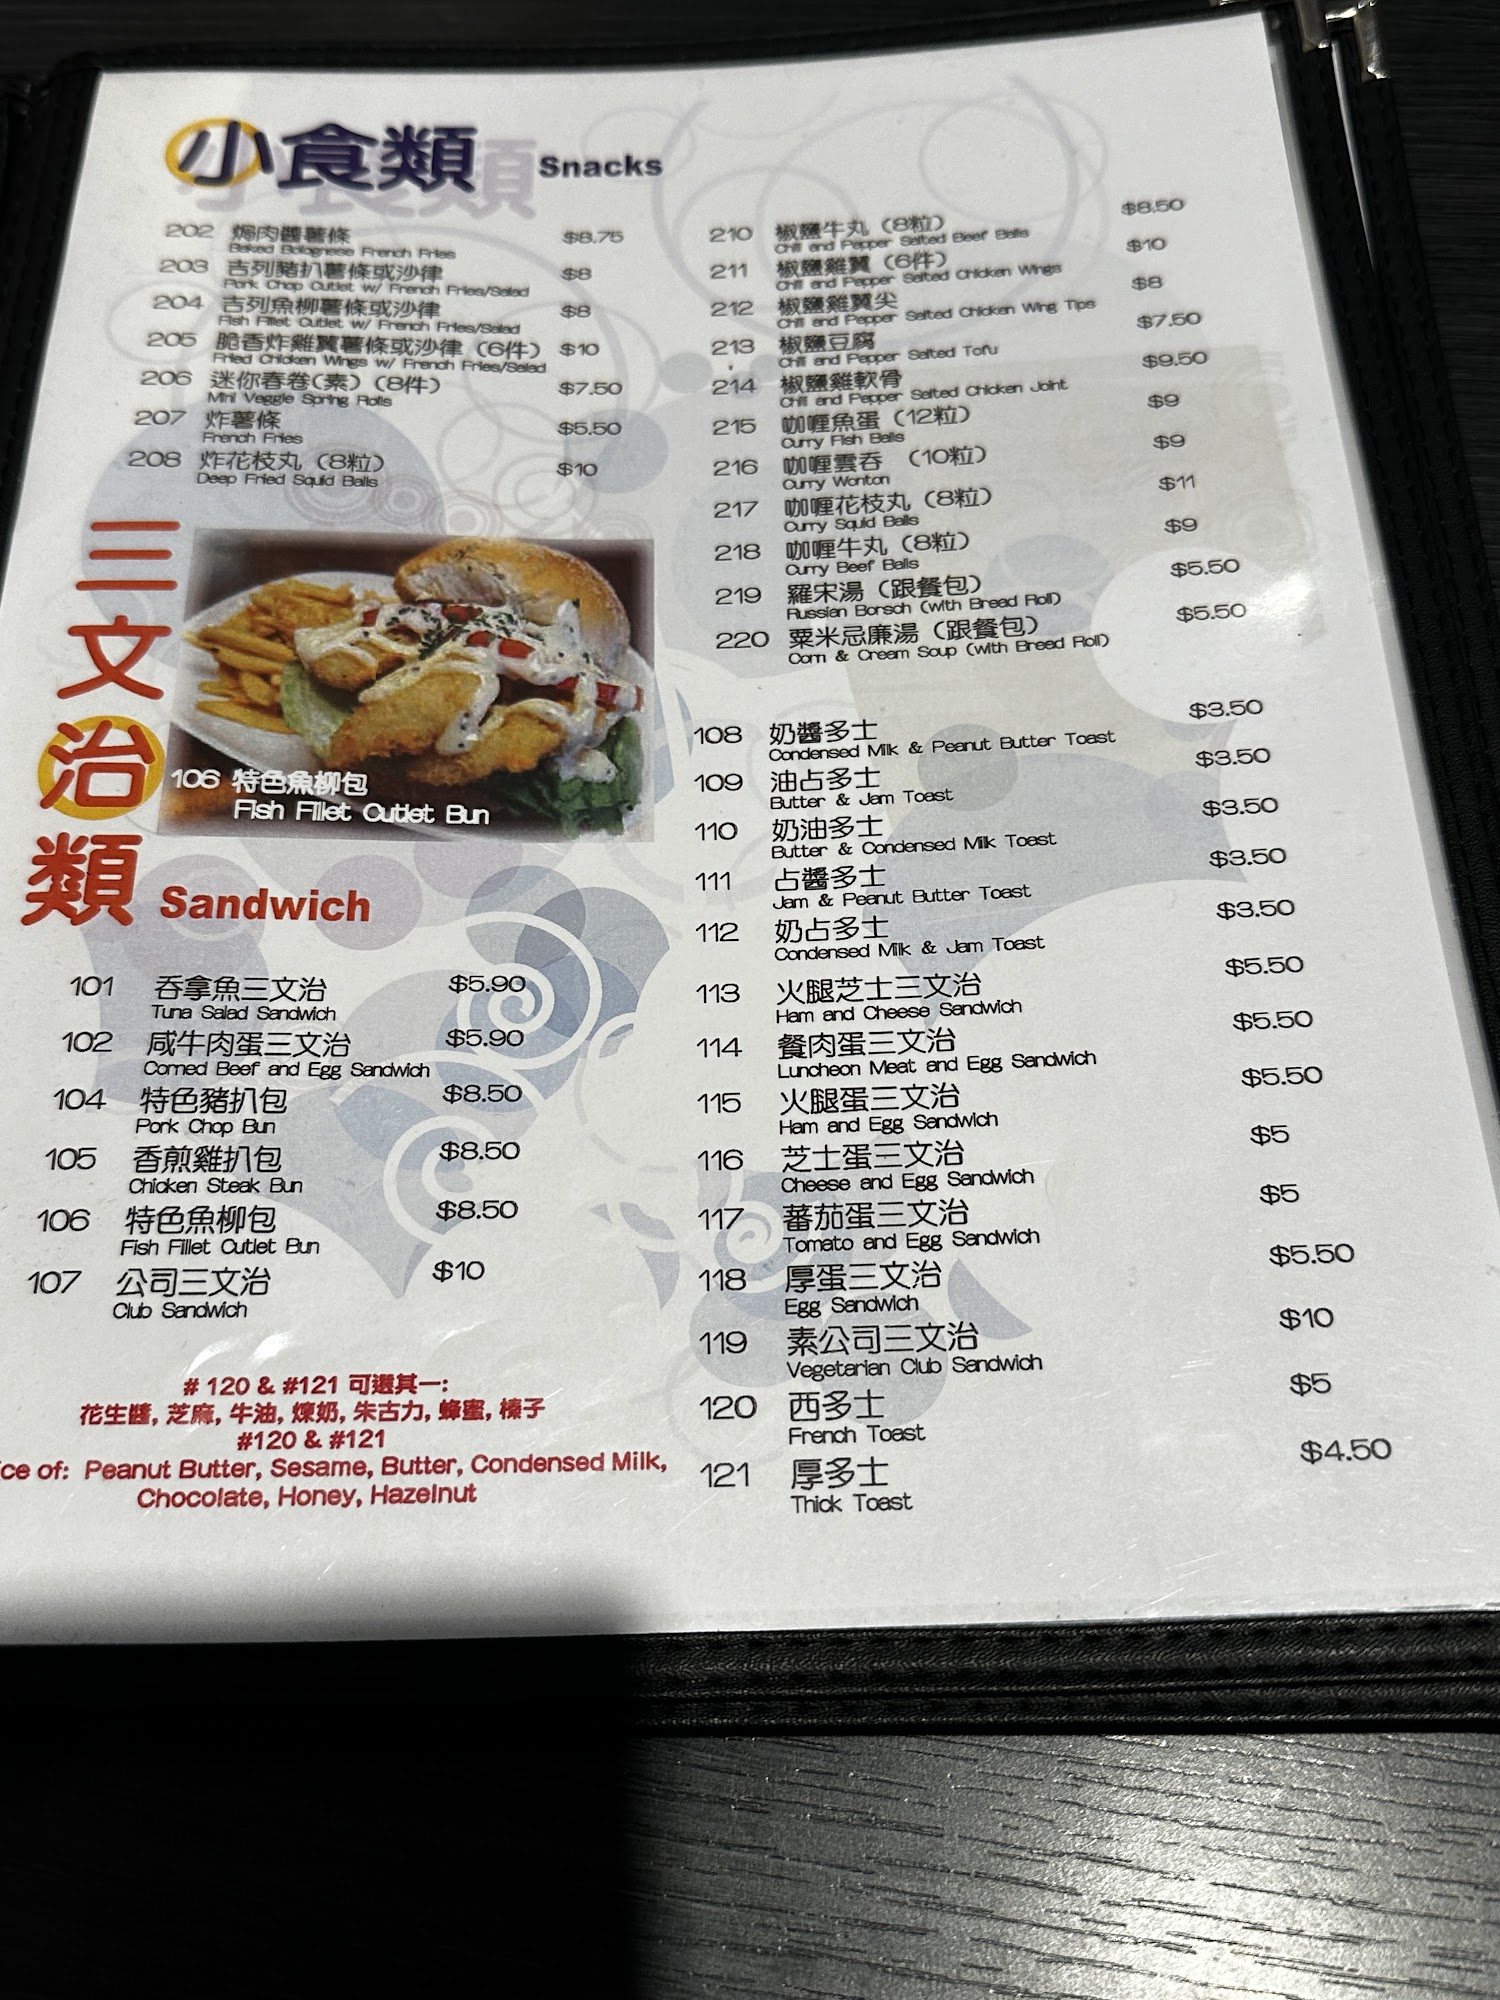 小食類 Snacks
202 焗肉醬薯條 $8.75
Baked Bolognese French Fries
203 吉列豬扒薯條或沙律 $8
Pork Chop Cutlet w/ French Fries/Salad
204 吉列魚柳薯條或沙律 $8
Fish Fillet Cutlet w/ French Fries/Salad
205 脆香炸雞翼薯條或沙律 (6件) $10
Fried Chicken Wings w/ French Fries/Salad
206 迷你春卷(素) (8件) $7.50
Mini Veggie Spring Rolls
207 炸薯條 $5.50
French Fries
208 炸花枝丸 (8粒) $10
Deep Fried Squid Balls
210 椒鹽牛丸 (8粒) $8.50
Chili and Pepper Salted Beef Balls
211 椒鹽雞翼 (6件) $10
Chili and Pepper Salted Chicken Wings
212 椒鹽雞翼尖 $8
Chili and Pepper Salted Chicken Wing Tips
213 椒鹽豆腐 $7.50
Chili and Pepper Salted Tofu
214 椒鹽雞軟骨 $9.50
Chili and Pepper Salted Chicken Joint
215 咖喱魚蛋 (12粒) $9
Curry Fish Balls
216 咖喱雲吞 (10粒) $9
Curry Wonton
217 咖喱花枝丸 (8粒) $11
Curry Squid Balls
218 咖喱牛丸 (8粒) $9
Curry Beef Balls
219 羅宋湯 (跟餐包) $5.50
Russian Borsch (with Bread Roll)
220 粟米忌廉湯 (跟餐包) $5.50
Corn & Cream Soup (with Bread Roll)
106 特色魚柳包
Fish Fillet Cutlet Bun
三文治類 Sandwich
101 吞拿魚三文治 $5.90
Tuna Salad Sandwich
102 咸牛肉蛋三文治 $5.90
Corned Beef and Egg Sandwich
104 特色豬扒包 $8.50
Pork Chop Bun
105 香煎雞扒包 $8.50
Chicken Steak Bun
106 特色魚柳包 $8.50
Fish Fillet Cutlet Bun
107 公司三文治 $10
Club Sandwich
# 120 & #121 可選其一:
花生醬, 芝麻, 牛油, 煉奶, 朱古力, 蜂蜜, 榛子
#120 & #121
ice of: Peanut Butter, Sesame, Butter, Condensed Milk,
Chocolate, Honey, Hazelnut
108 奶醬多士 $3.50
Condensed Milk & Peanut Butter Toast
109 油占多士 $3.50
Butter & Jam Toast
110 奶油多士 $3.50
Butter & Condensed Milk Toast
111 占醬多士 $3.50
Jam & Peanut Butter Toast
112 奶占多士 $3.50
Condensed Milk & Jam Toast
113 火腿芝士三文治 $5.50
Ham and Cheese Sandwich
114 餐肉蛋三文治 $5.50
Luncheon Meat and Egg Sandwich
115 火腿蛋三文治 $5.50
Ham and Egg Sandwich
116 芝士蛋三文治 $5
Cheese and Egg Sandwich
117 蕃茄蛋三文治 $5
Tomato and Egg Sandwich
118 厚蛋三文治 $5.50
Egg Sandwich
119 素公司三文治 $10
Vegetarian Club Sandwich
120 西多士 $5
French Toast
121 厚多士 $4.50
Thick Toast